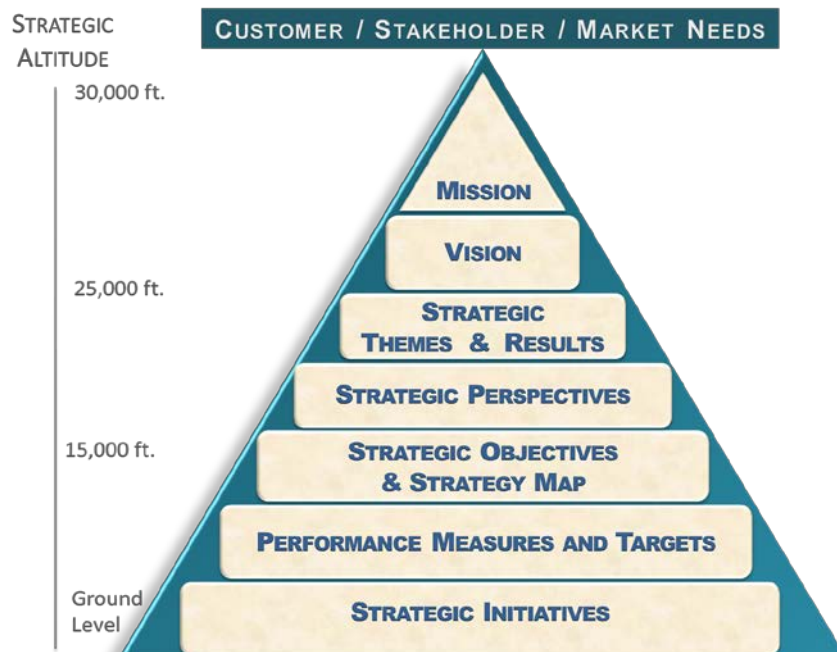 STRATEGIC
ALTITUDE
CUSTOMER / STAKEHOLDER / MARKET NEEDS
30,000 ft.
MISSION
VISION
25,000 ft.
STRATEGIC
THEMES & RESULTS
STRATEGIC PERSPECTIVES
15,000 ft.
STRATEGIC OBJECTIVES
& STRATEGY MAP
PERFORMANCE MEASURES AND TARGETS
Ground
Level
STRATEGIC INITIATIVES